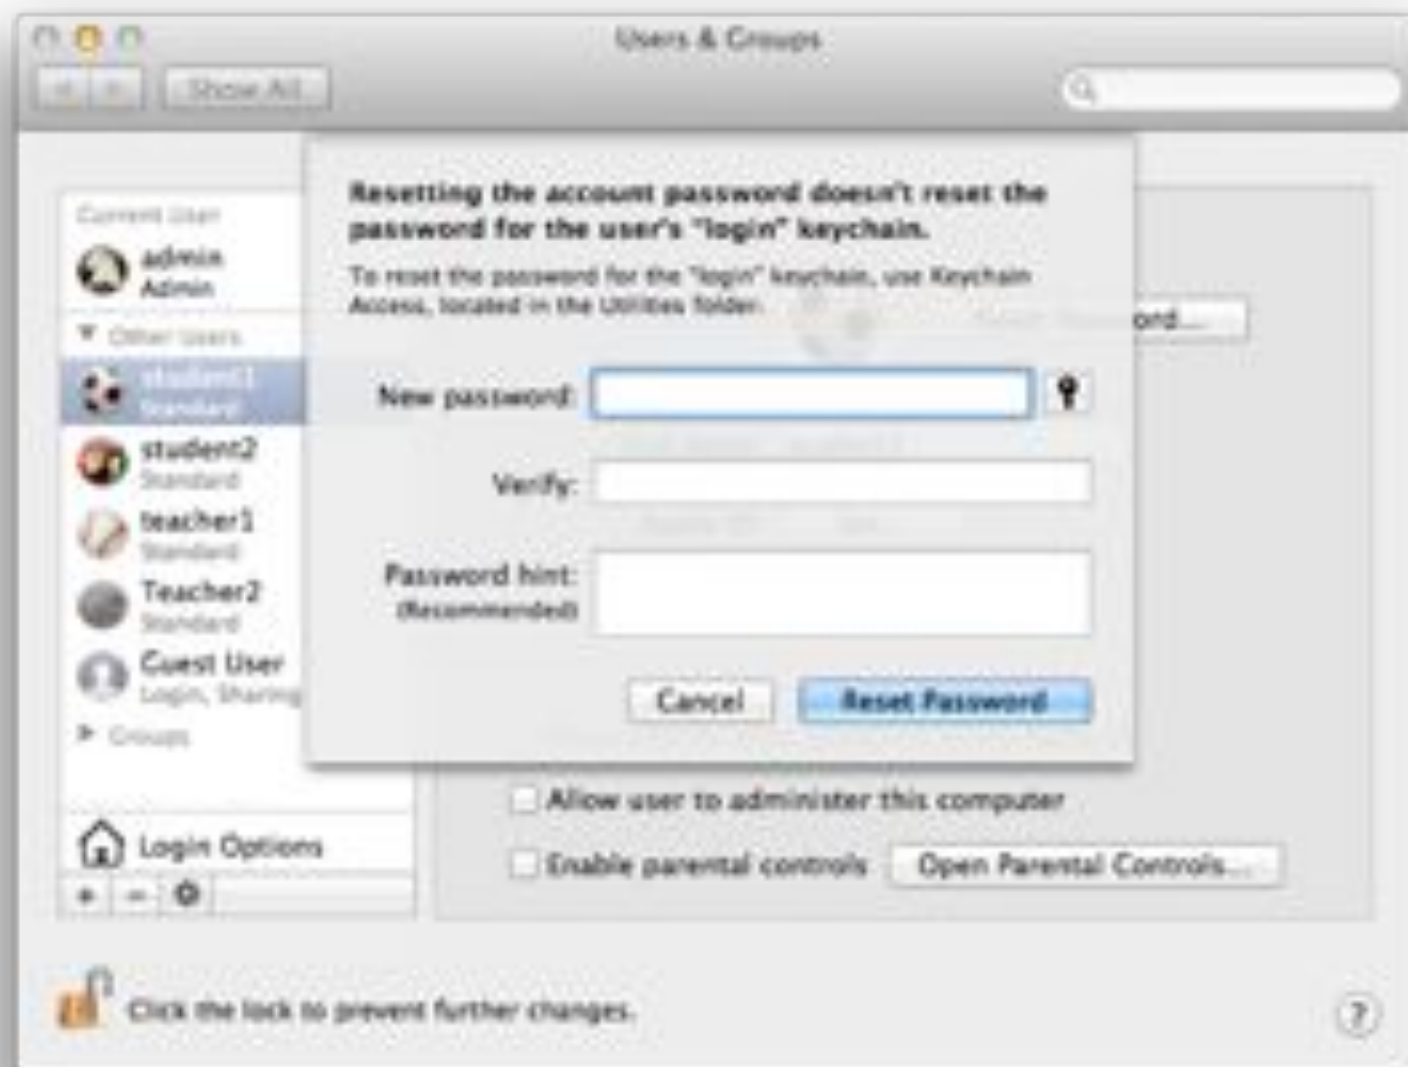 Users & Groups
Show All
Resetting the account password doesn't reset the
password for the user's "login" keychain.
To reset the password for the "login" keychain, use Keychain
Access, located in the Utilities folder.
Current User
admin
Admin
Other Users
student1
Standard
student2
Standard
teacher1
Standard
Teacher2
Standard
Guest User
Login, Sharing
Groups
Login Options
ord...
New password:
Verify:
Password hint:
(Recommended)
Cancel
Reset Password
Allow user to administer this computer
Enable parental controls
Open Parental Controls...
Click the lock to prevent further changes.
?